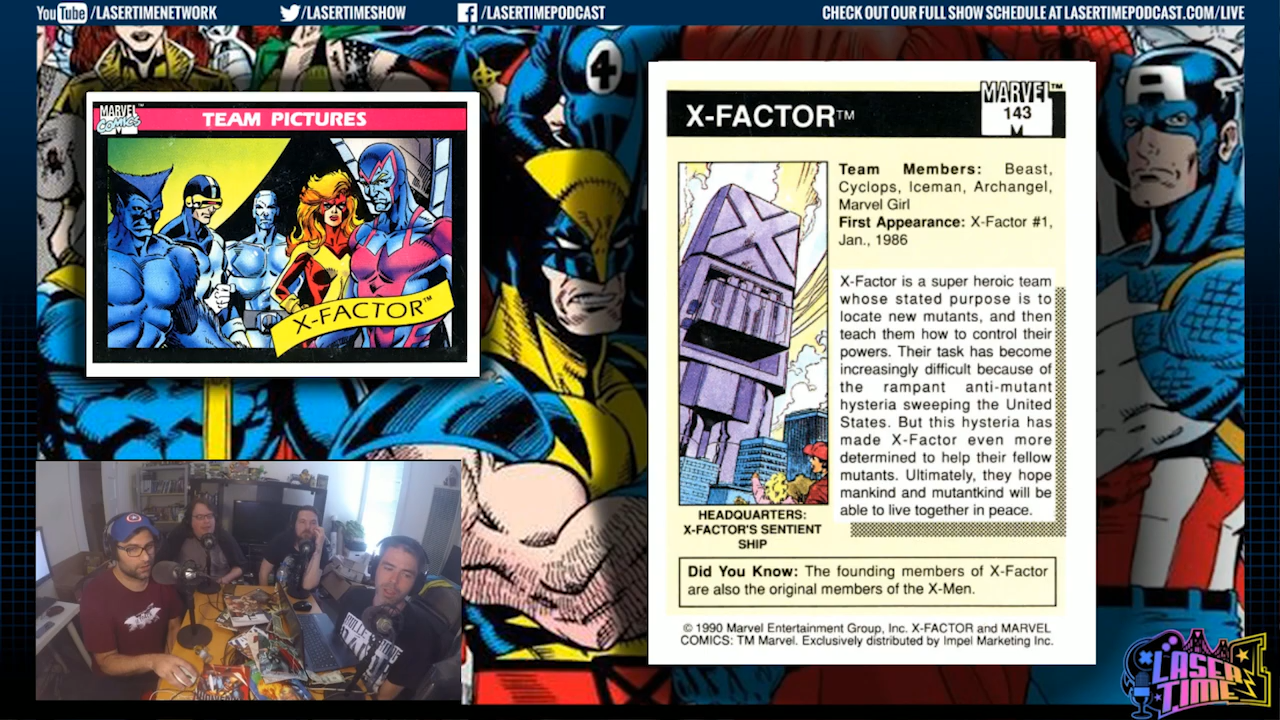 You Tube /LASERTIMENETWORK
/LASERTIMESHOW
/LASERTIMEPODCAST
CHECK OUT OUR FULL SHOW SCHEDULE AT LASERTIMEPODCAST.COM/LIVE
MARVEL™
COMICS
TEAM PICTURES
X-FACTOR™
4
A
X-FACTOR™
MARVEL™
143
Team Members: Beast,
Cyclops, Iceman, Archangel,
Marvel Girl
First Appearance: X-Factor #1,
Jan., 1986
X-Factor is a super heroic team
whose stated purpose is to
locate new mutants, and then
teach them how to control their
powers. Their task has become
increasingly difficult because of
the rampant anti-mutant
hysteria sweeping the United
States. But this hysteria has
made X-Factor even more
determined to help their fellow
mutants. Ultimately, they hope
mankind and mutantkind will be
able to live together in peace.
HEADQUARTERS:
X-FACTOR'S SENTIENT
SHIP
Did You Know: The founding members of X-Factor
are also the original members of the X-Men.
© 1990 Marvel Entertainment Group, Inc. X-FACTOR and MARVEL
COMICS: TM Marvel. Exclusively distributed by Impel Marketing Inc.
LASER
TIME